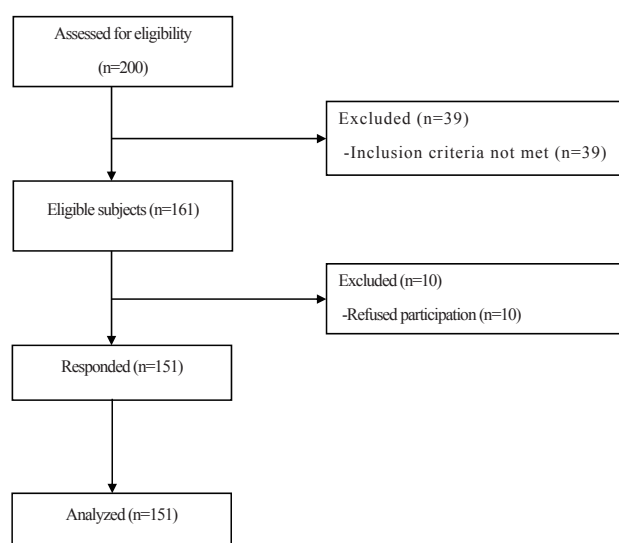 Assessed for eligibility
(n=200)
Excluded (n=39)
-Inclusion criteria not met (n=39)
Eligible subjects (n=161)
Excluded (n=10)
-Refused participation (n=10)
Responded (n=151)
Analyzed (n=151)